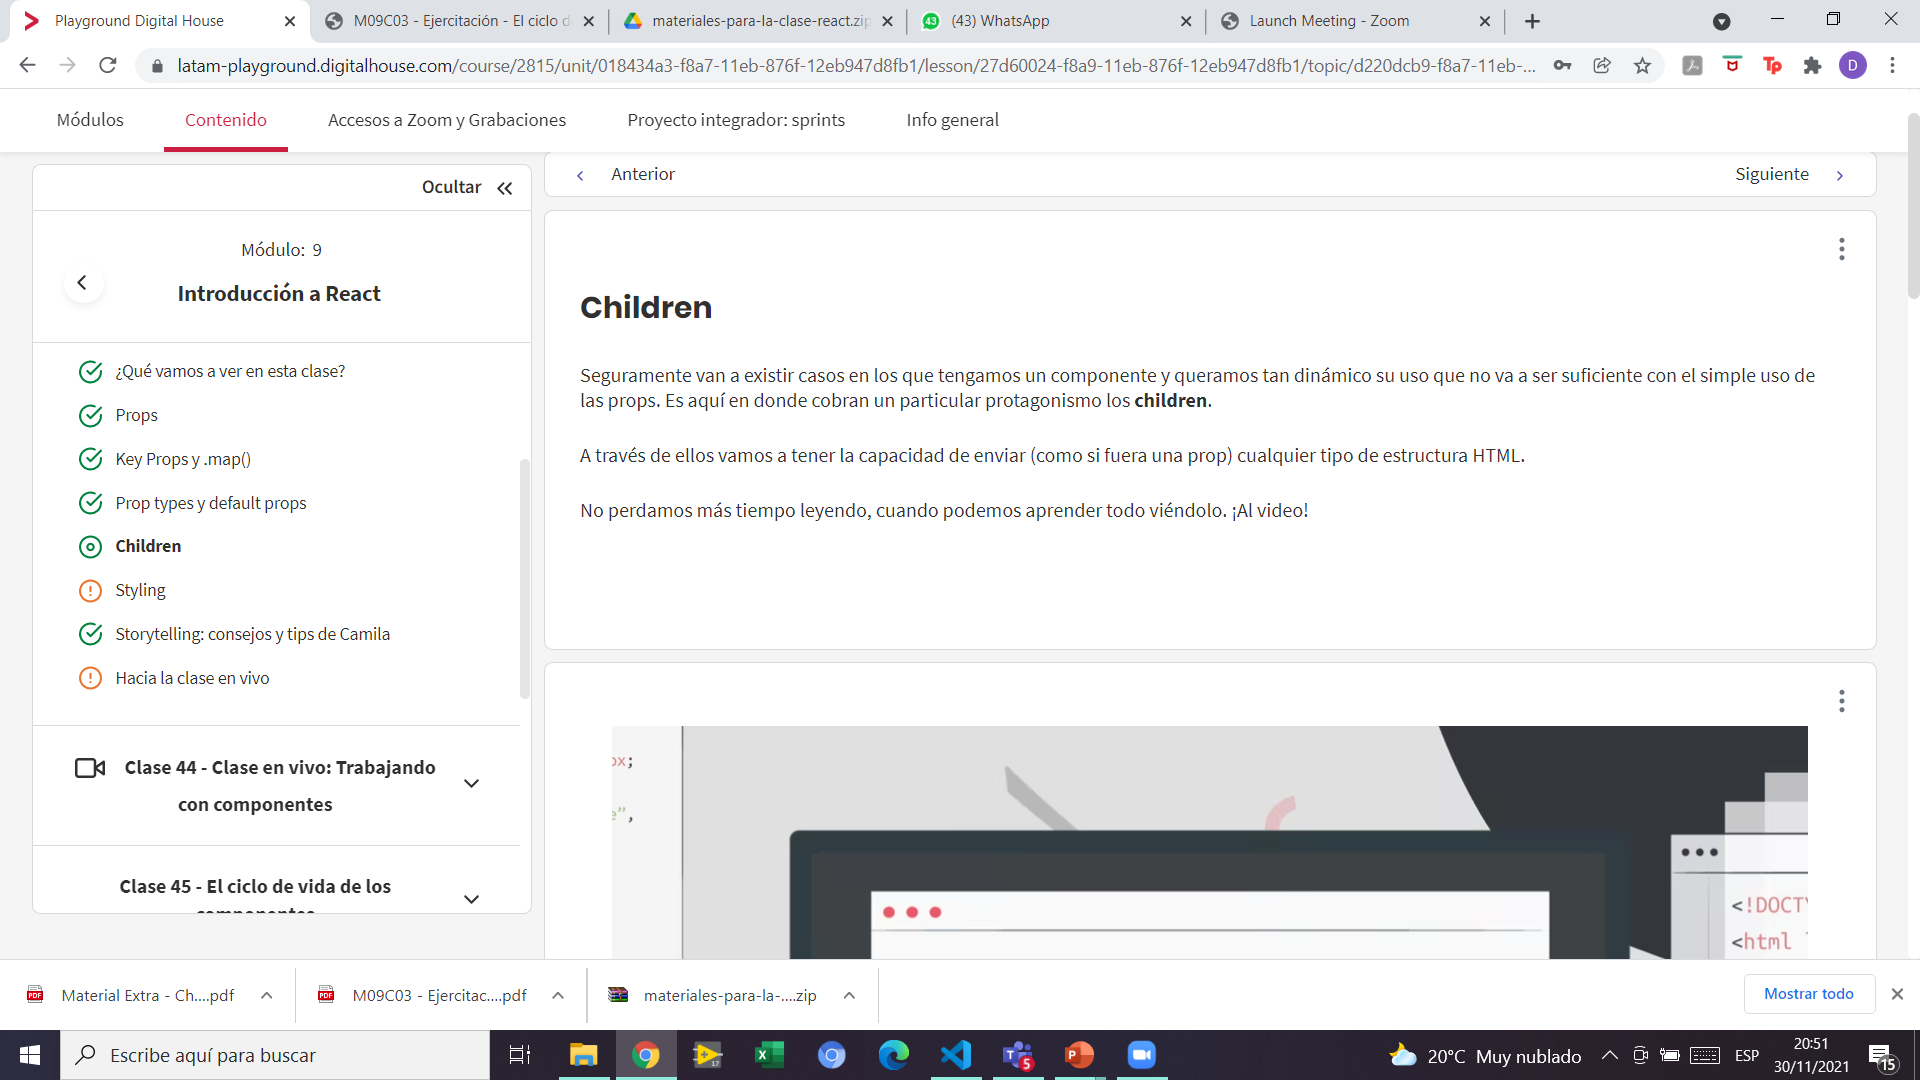 Playground Digital House
M09C03 - Ejercitación - El ciclo d
materiales-para-la-clase-react.zip
(43) WhatsApp
Launch Meeting - Zoom
latam-playground.digitalhouse.com/course/2815/unit/018434a3-f8a7-11eb-876f-12eb947d8fb1/lesson/27d60024-f8a9-11eb-876f-12eb947d8fb1/topic/d220dcb9-f8a7-11eb-...
D
Módulos
Contenido
Accesos a Zoom y Grabaciones
Proyecto integrador: sprints
Info general
Ocultar
Anterior
Siguiente
Módulo: 9
Introducción a React
¿Qué vamos a ver en esta clase?
Props
Key Props y .map()
Prop types y default props
Children
Styling
Storytelling: consejos y tips de Camila
Hacia la clase en vivo
Clase 44 - Clase en vivo: Trabajando
con componentes
Clase 45 - El ciclo de vida de los
componentes
Children
Seguramente van a existir casos en los que tengamos un componente y queramos tan dinámico su uso que no va a ser suficiente con el simple uso de
las props. Es aquí en donde cobran un particular protagonismo los children.
A través de ellos vamos a tener la capacidad de enviar (como si fuera una prop) cualquier tipo de estructura HTML.
No perdamos más tiempo leyendo, cuando podemos aprender todo viéndolo. ¡Al video!
ox;
e",
<!DOCTY
<html
Material Extra - Ch....pdf
M09C03 - Ejercitac....pdf
materiales-para-la-....zip
Mostrar todo
Escribe aquí para buscar
20°C Muy nublado
ESP
20:51
30/11/2021
15